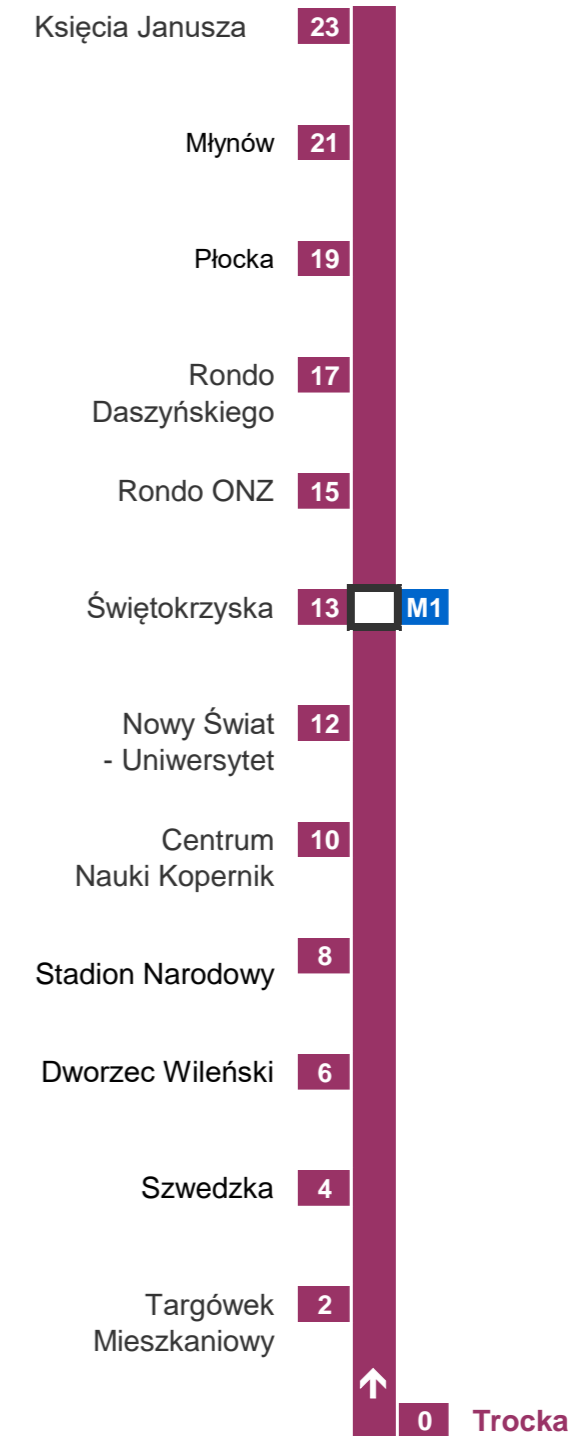 Księcia Janusza 23
Młynów 21
Płocka 19
Rondo 17
Daszyńskiego
Rondo ONZ 15
Świętokrzyska 13 M1
Nowy Świat 12
- Uniwersytet
Centrum 10
Nauki Kopernik
8
Stadion Narodowy
Dworzec Wileński 6
Szwedzka 4
Targówek 2
Mieszkaniowy
0 Trocka